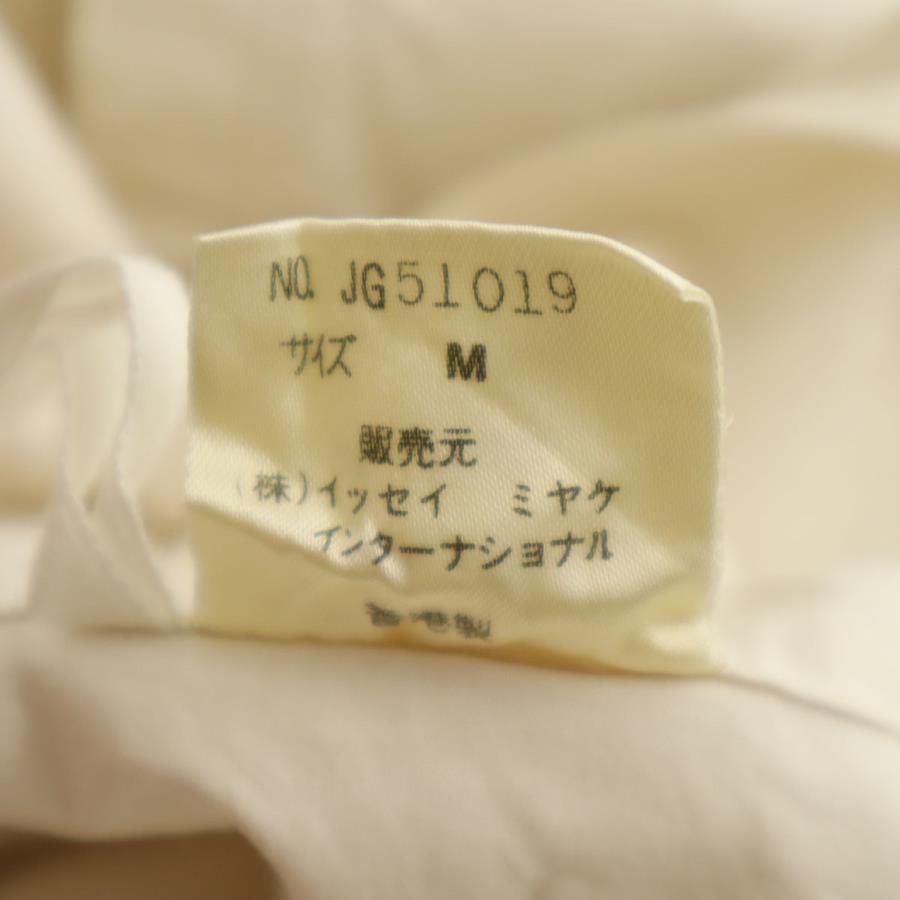 NO. JG51019
サイズ M
販売元
(株)イッセイ ミヤケ
インターナショナル